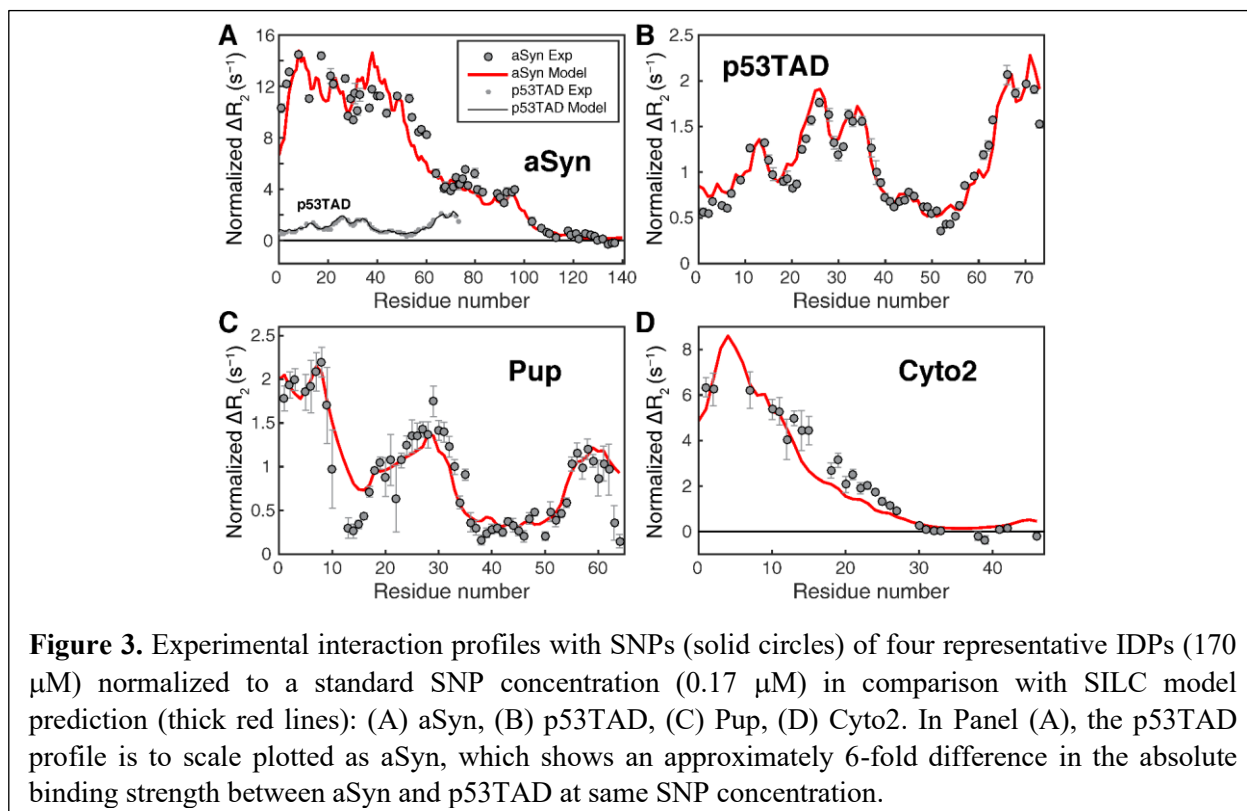 A
Normalized ΔR₂ (s⁻¹)
16
12
8
4
0
aSyn Exp
aSyn Model
p53TAD Exp
p53TAD Model
aSyn
p53TAD
0 20 40 60 80 100 120 140
Residue number
B
Normalized ΔR₂ (s⁻¹)
2.5
2
1.5
1
0.5
0
p53TAD
0 10 20 30 40 50 60 70
Residue number
C
Normalized ΔR₂ (s⁻¹)
2.5
2
1.5
1
0.5
0
Pup
0 10 20 30 40 50 60
Residue number
D
Normalized ΔR₂ (s⁻¹)
8
6
4
2
0
Cyto2
0 10 20 30 40
Residue number
Figure 3. Experimental interaction profiles with SNPs (solid circles) of four representative IDPs (170
μM) normalized to a standard SNP concentration (0.17 μM) in comparison with SILC model
prediction (thick red lines): (A) aSyn, (B) p53TAD, (C) Pup, (D) Cyto2. In Panel (A), the p53TAD
profile is to scale plotted as aSyn, which shows an approximately 6-fold difference in the absolute
binding strength between aSyn and p53TAD at same SNP concentration.